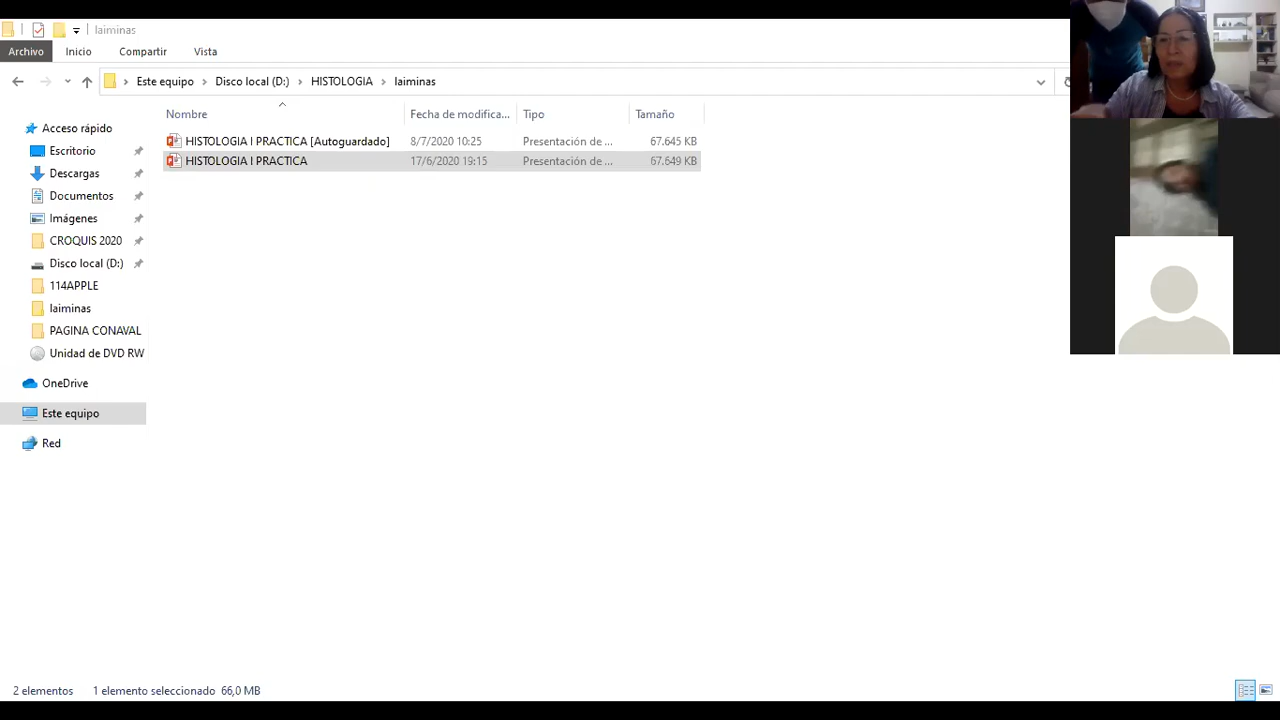 laiminas
Archivo Inicio Compartir Vista
Este equipo Disco local (D:) HISTOLOGIA laiminas
Nombre Fecha de modifica... Tipo Tamaño
HISTOLOGIA I PRACTICA [Autoguardado] 8/7/2020 10:25 Presentación de ... 67.645 KB
HISTOLOGIA I PRACTICA 17/6/2020 19:15 Presentación de ... 67.649 KB
Acceso rápido
Escritorio
Descargas
Documentos
Imágenes
CROQUIS 2020
Disco local (D:)
114APPLE
laiminas
PAGINA CONAVAL
Unidad de DVD RW
OneDrive
Este equipo
Red
2 elementos 1 elemento seleccionado 66,0 MB